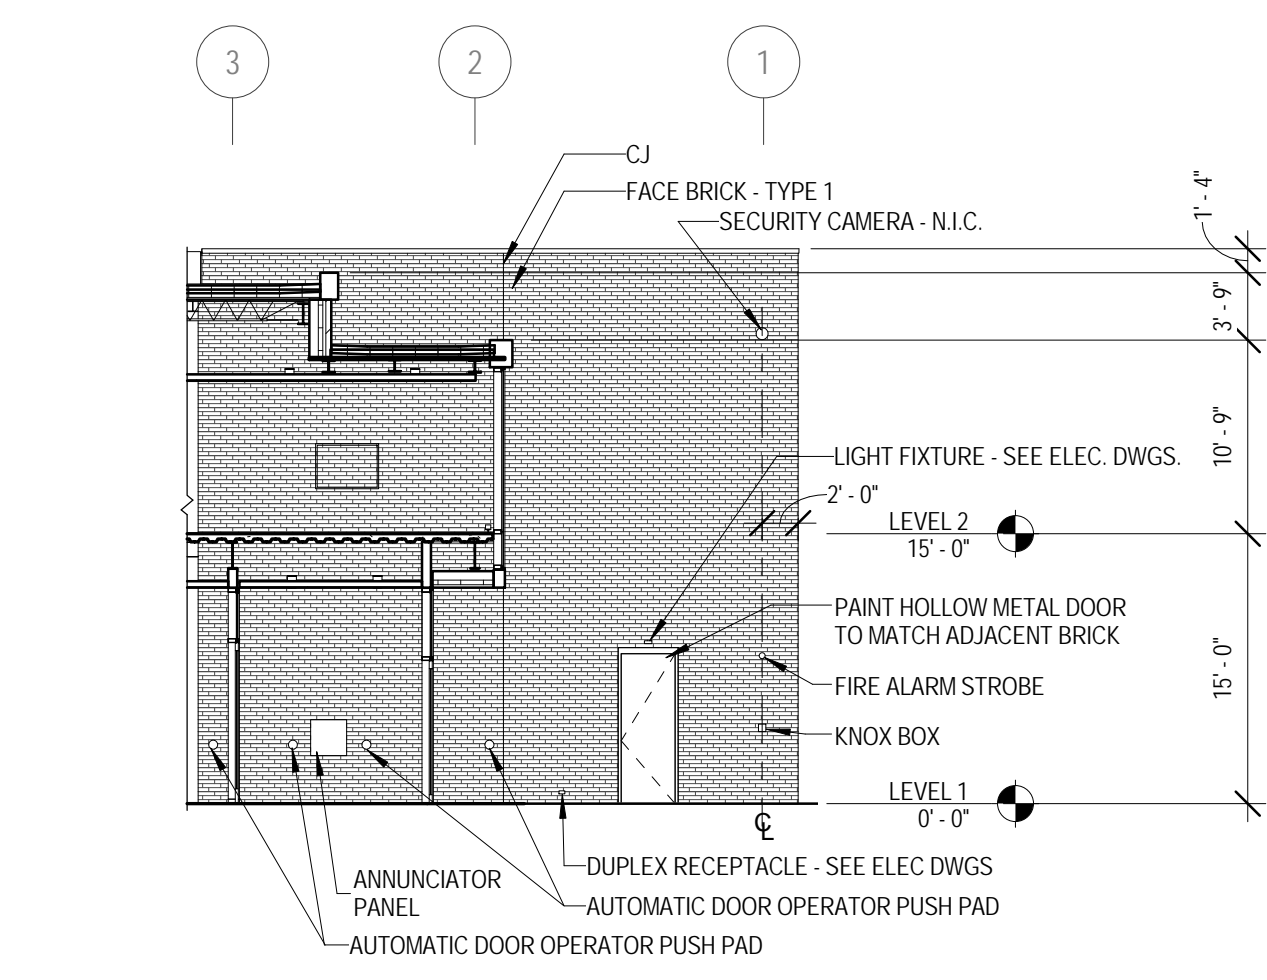 3
2
1
CJ
FACE BRICK - TYPE 1
SECURITY CAMERA - N.I.C.
1' - 4"
3' - 9"
10' - 9"
LIGHT FIXTURE - SEE ELEC. DWGS.
2' - 0"
LEVEL 2
15' - 0"
PAINT HOLLOW METAL DOOR
TO MATCH ADJACENT BRICK
15' - 0"
FIRE ALARM STROBE
KNOX BOX
LEVEL 1
0' - 0"
℄
DUPLEX RECEPTACLE - SEE ELEC DWGS
ANNUNCIATOR
PANEL
AUTOMATIC DOOR OPERATOR PUSH PAD
AUTOMATIC DOOR OPERATOR PUSH PAD